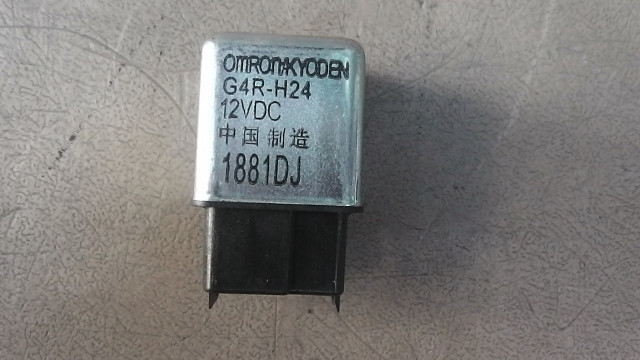 OMRON/KYODEN
G4R-H24
12VDC
中国 制造
1881DJ